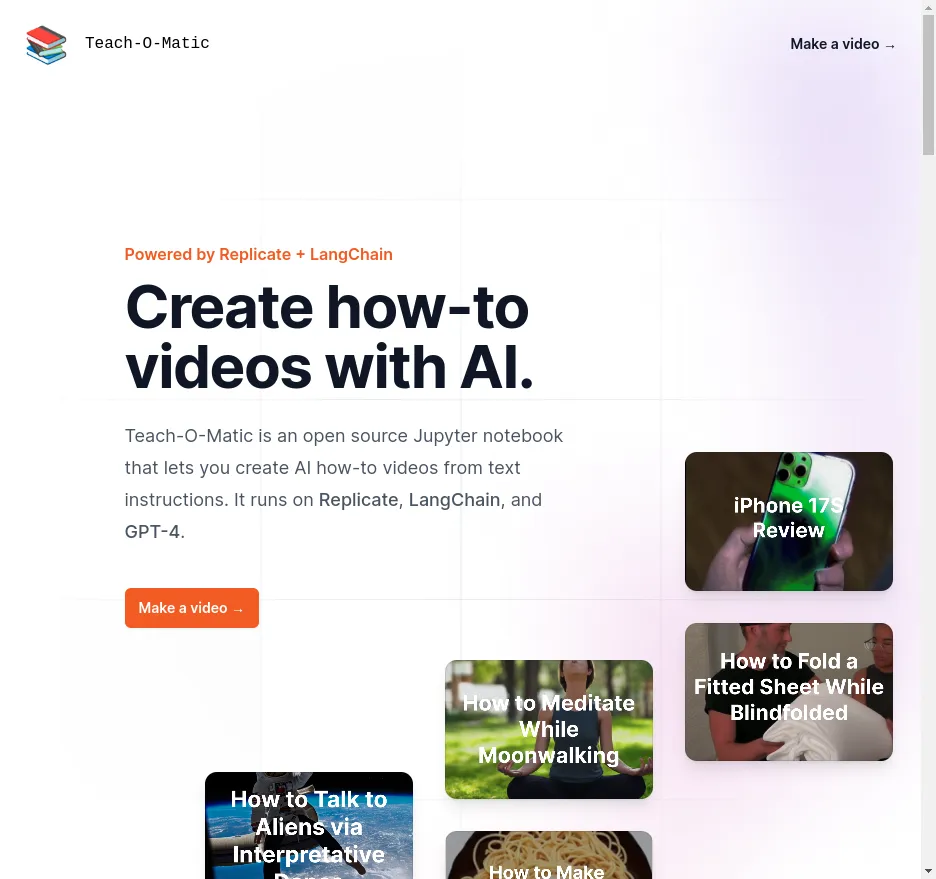 Teach-O-Matic
Make a video →
Powered by Replicate + LangChain
Create how-to
videos with AI.
Teach-O-Matic is an open source Jupyter notebook
that lets you create AI how-to videos from text
instructions. It runs on Replicate, LangChain, and
GPT-4.
Make a video →
iPhone 17S
Review
How to Fold a
Fitted Sheet While
Blindfolded
How to Meditate
While
Moonwalking
How to Talk to
Aliens via
Interpretative
How to Make